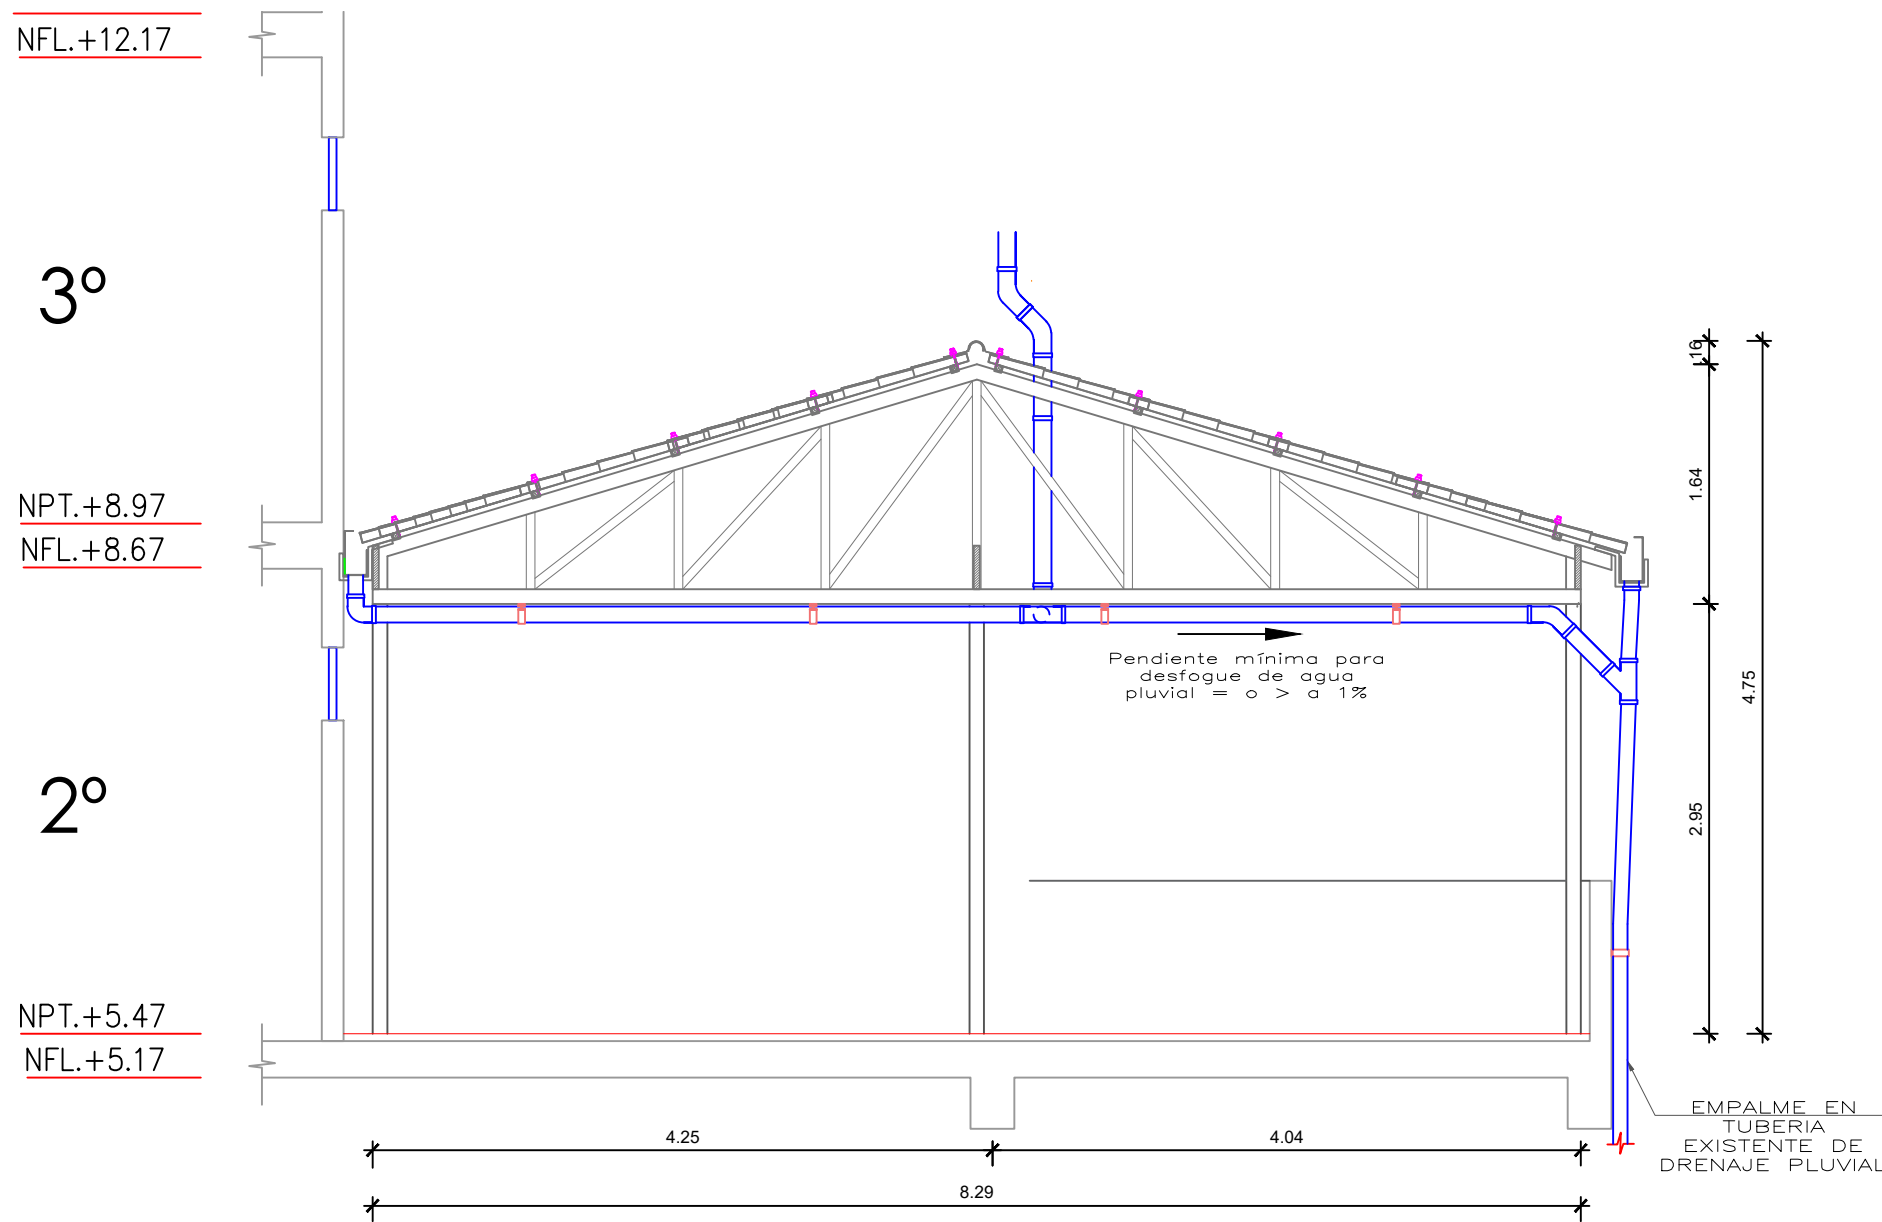 NFL.+12.17
3º
NPT.+8.97
NFL.+8.67
2º
NPT.+5.47
NFL.+5.17
Pendiente mínima para
desfogue de agua
pluvial = o > a 1%
.16
1.64
2.95
4.75
EMPALME EN
TUBERIA
EXISTENTE DE
DRENAJE PLUVIAL
4.25
4.04
8.29